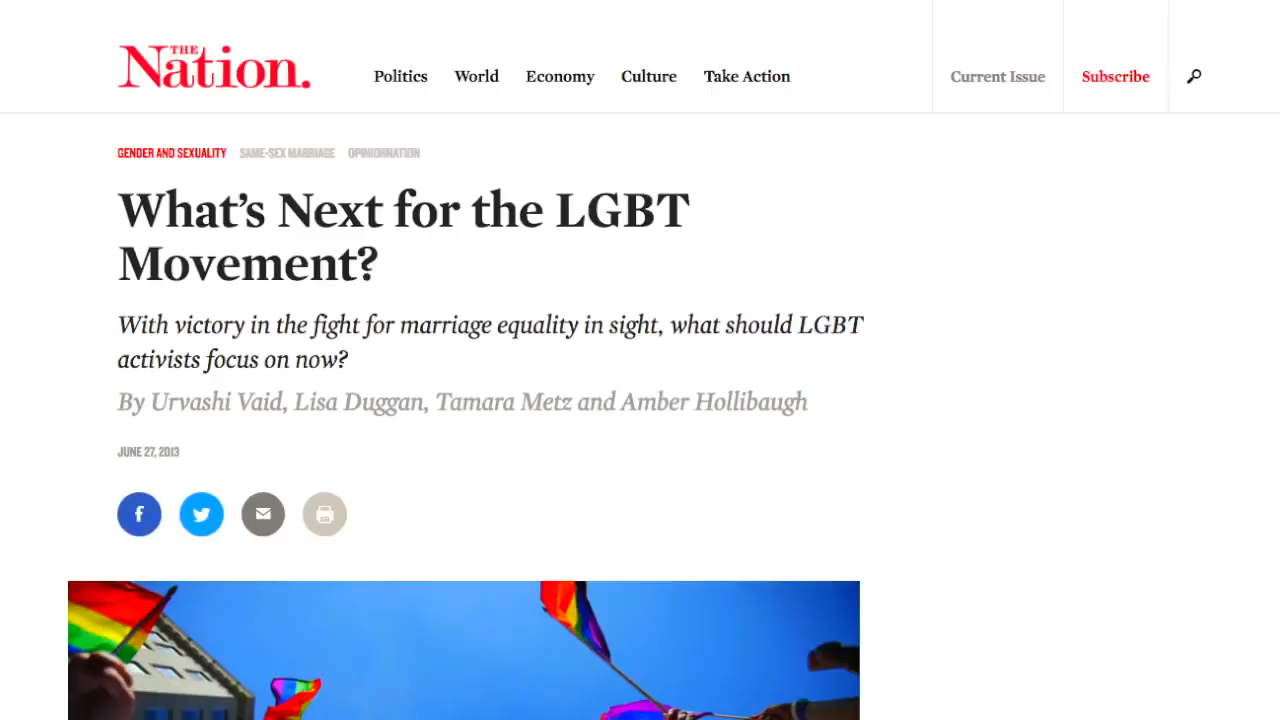 THE
Nation.
Politics World Economy Culture Take Action Current Issue Subscribe
GENDER AND SEXUALITY SAME-SEX MARRIAGE OPINIONNATION
What's Next for the LGBT
Movement?
With victory in the fight for marriage equality in sight, what should LGBT
activists focus on now?
By Urvashi Vaid, Lisa Duggan, Tamara Metz and Amber Hollibaugh
JUNE 27, 2013